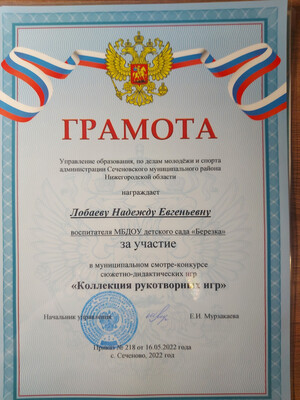 ГРАМОТА
Управление образования, по делам молодёжи и спорта
администрации Сеченовского муниципального района
Нижегородской области
награждает
Лобаеву Надежду Евгеньевну
воспитателя МБДОУ детского сада «Березка»
за участие
в муниципальном смотре-конкурсе
сюжетно-дидактических игр
«Коллекция рукотворных игр»
Начальник управления Е.И. Мурзакаева
Приказ № 218 от 16.05.2022 года
с. Сеченово, 2022 год